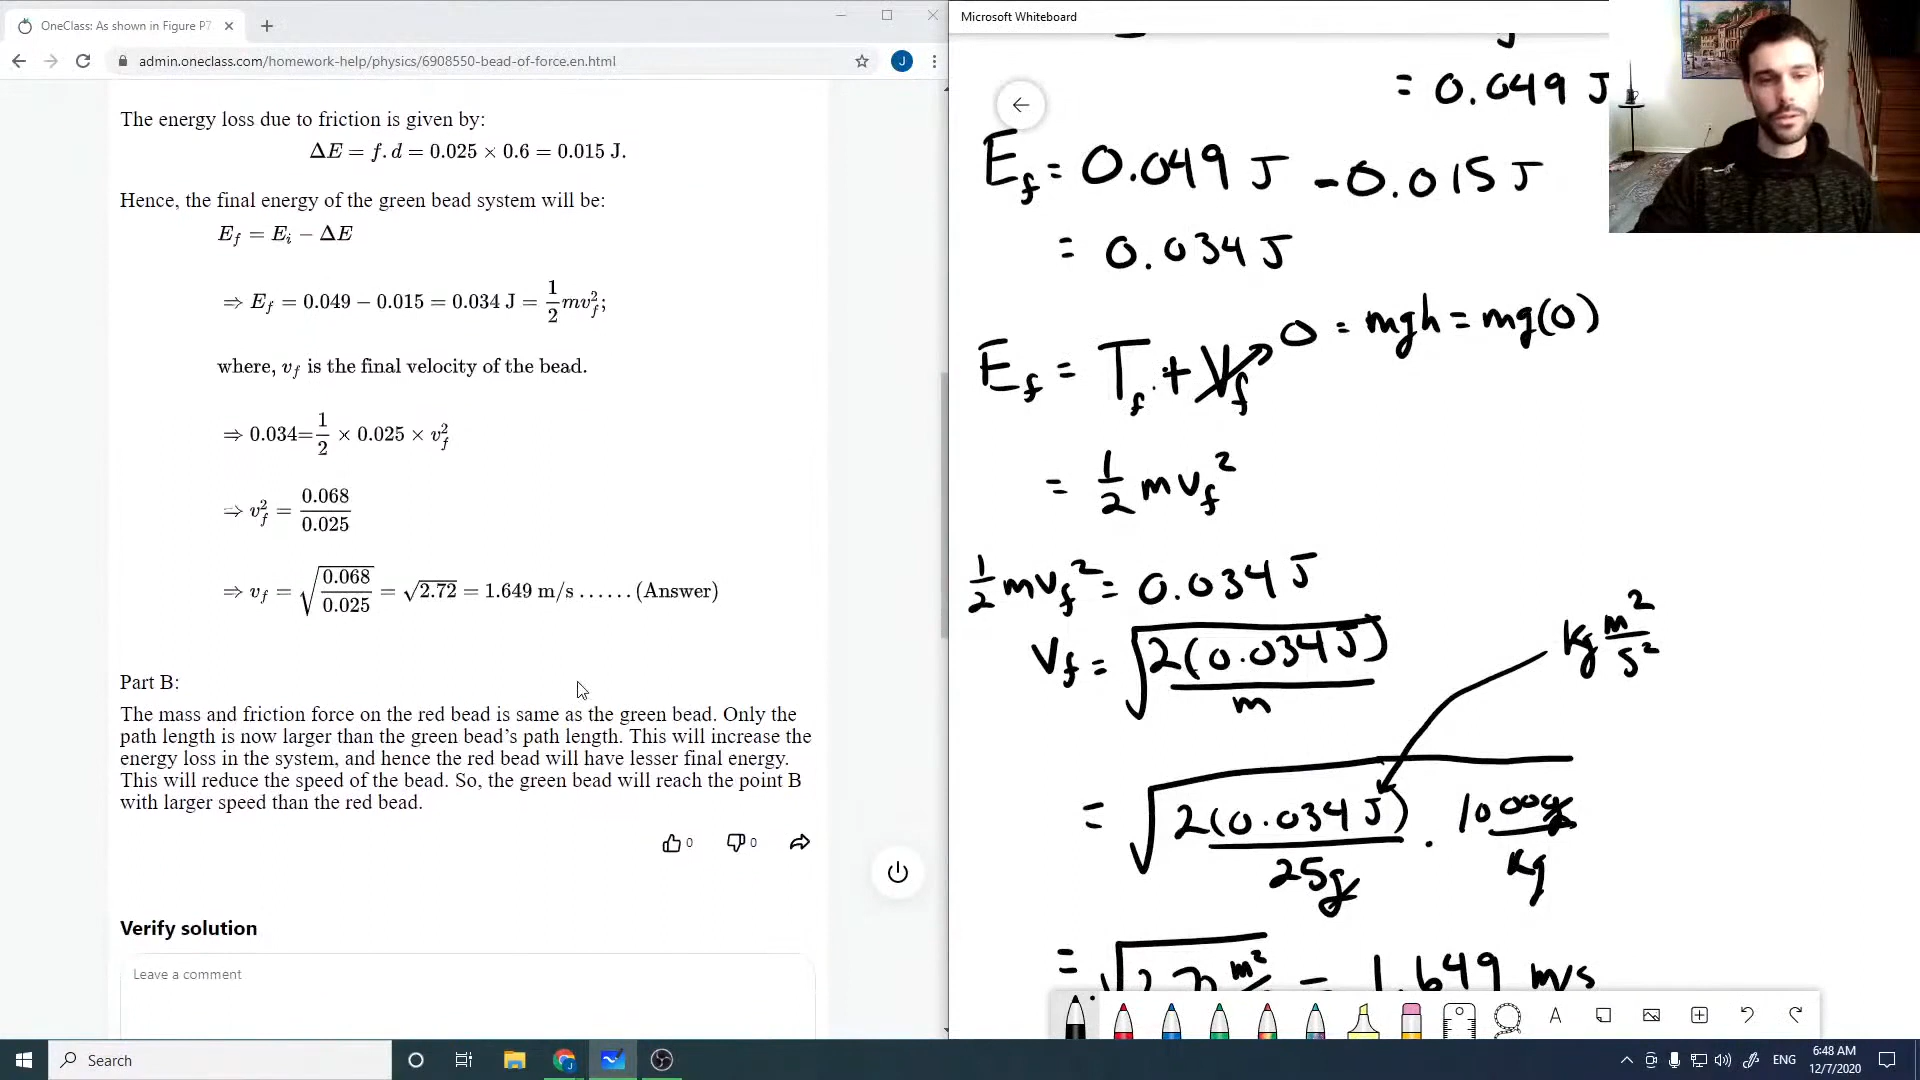 OneClass: As shown in Figure P7
admin.oneclass.com/homework-help/physics/6908550-bead-of-force.en.html
J
The energy loss due to friction is given by:
ΔE = f.d = 0.025 × 0.6 = 0.015 J.
Hence, the final energy of the green bead system will be:
E_f = E_i − ΔE
⇒ E_f = 0.049 − 0.015 = 0.034 J = 1/2 mv_f^2;
where, v_f is the final velocity of the bead.
⇒ 0.034=1/2 × 0.025 × v_f^2
⇒ v_f^2 = 0.068/0.025
⇒ v_f = √(0.068/0.025) = √2.72 = 1.649 m/s ...... (Answer)
Part B:
The mass and friction force on the red bead is same as the green bead. Only the
path length is now larger than the green bead's path length. This will increase the
energy loss in the system, and hence the red bead will have lesser final energy.
This will reduce the speed of the bead. So, the green bead will reach the point B
with larger speed than the red bead.
0 0
Verify solution
Leave a comment
Microsoft Whiteboard
= 0.049 J
E_f = 0.049 J - 0.015 J
= 0.034 J
E_f = T_f + V_f 0 = mgh = mg(0)
= 1/2 m v_f^2
1/2 m v_f^2 = 0.034 J
v_f = √(2(0.034 J)/m)
kg m^2/s^2
= √(2(0.034 J)/25g · 1000g/kg)
= m^2 = 1.649 m/s
Search
ENG
6:48 AM
12/7/2020